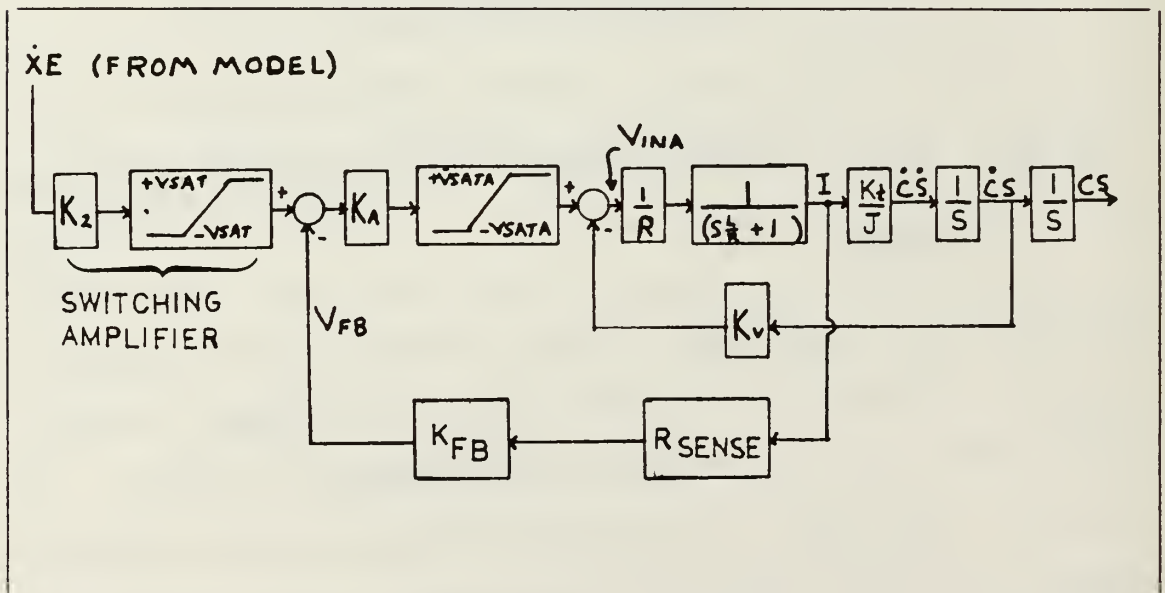 ẊE (FROM MODEL)
K2
+VSAT
-VSAT
+
-
KA
+VSATA
-VSATA
+
-
VINA
1
R
1
(S L/R + 1)
I
Kt
J
C̈S
1
S
ĊS
1
S
CS
SWITCHING
AMPLIFIER
VFB
Kv
KFB
RSENSE